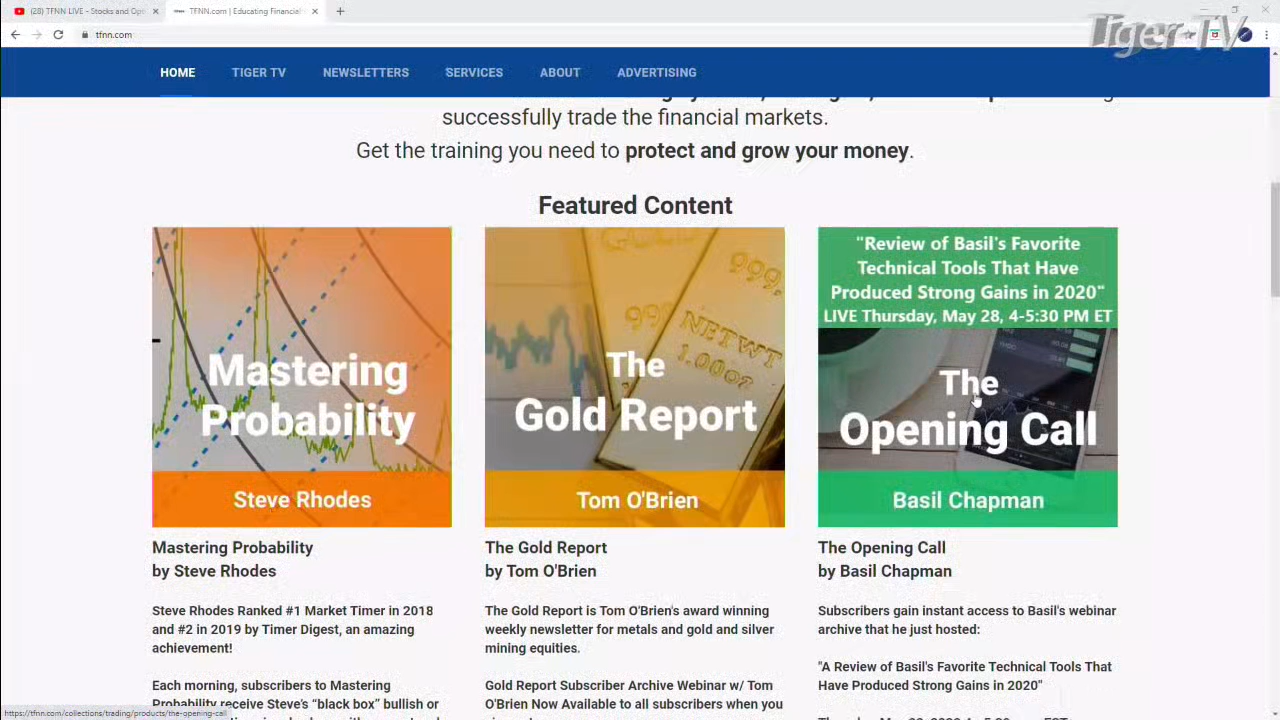 (28) TFNN LIVE - Stocks and Opt
TFNN.com | Educating Financial
Tiger-TV
tfnn.com
HOME
TIGER TV
NEWSLETTERS
SERVICES
ABOUT
ADVERTISING
successfully trade the financial markets.
Get the training you need to protect and grow your money.
Featured Content
Mastering
Probability
Steve Rhodes
GOLD
999.
999
NETWT
1.00oz
The
Gold Report
Tom O'Brien
"Review of Basil's Favorite
Technical Tools That Have
Produced Strong Gains in 2020"
LIVE Thursday, May 28, 4-5:30 PM ET
The
Opening Call
Basil Chapman
Mastering Probability
by Steve Rhodes
Steve Rhodes Ranked #1 Market Timer in 2018
and #2 in 2019 by Timer Digest, an amazing
achievement!
Each morning, subscribers to Mastering
Probability receive Steve's “black box” bullish or
The Gold Report
by Tom O'Brien
The Gold Report is Tom O'Brien's award winning
weekly newsletter for metals and gold and silver
mining equities.
Gold Report Subscriber Archive Webinar w/ Tom
O'Brien Now Available to all subscribers when you
The Opening Call
by Basil Chapman
Subscribers gain instant access to Basil's webinar
archive that he just hosted:
"A Review of Basil's Favorite Technical Tools That
Have Produced Strong Gains in 2020"
https://tfnn.com/collections/trading/products/the-opening-call